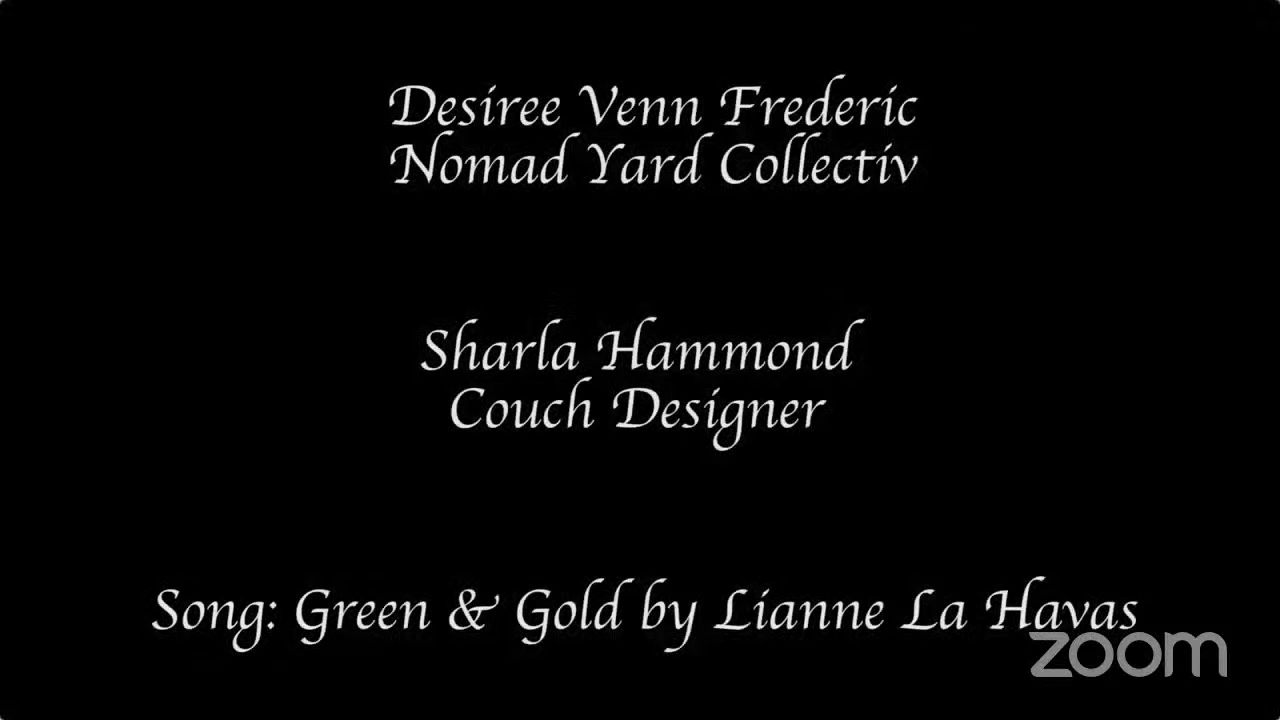 Desiree Venn Frederic
Nomad Yard Collectiv
Sharla Hammond
Couch Designer
Song: Green & Gold by Lianne La Havas
zoom